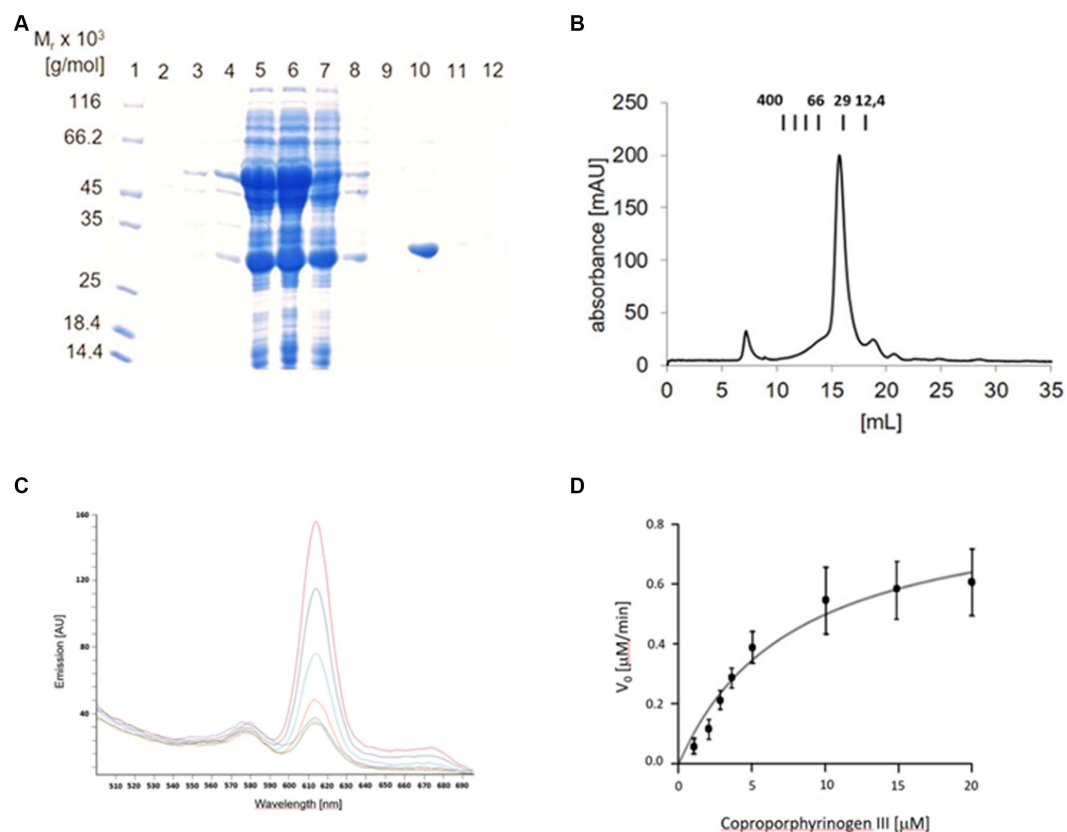 A
M_r x 10³
[g/mol] 1 2 3 4 5 6 7 8 9 10 11 12
116
66.2
45
35
25
18.4
14.4
B
400 66 29 12,4
250
200
150
100
50
0
absorbance [mAU]
0 5 10 15 20 25 30 35
[mL]
C
160
120
80
40
Emission [AU]
510 520 530 540 550 560 570 580 590 600 610 620 630 640 650 660 670 680 690
Wavelength [nm]
D
0.8
0.6
0.4
0.2
0.0
V₀ [µM/min]
0 5 10 15 20
Coproporphyrinogen III [µM]